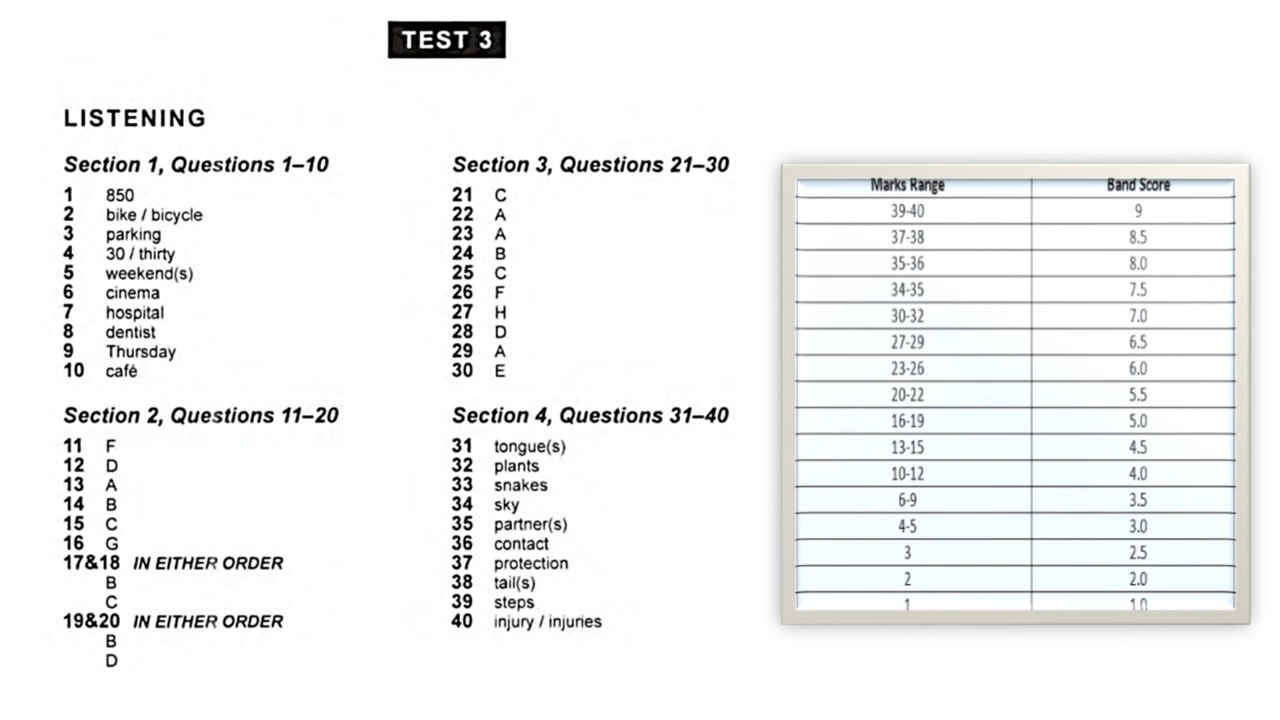 TEST 3
LISTENING
Section 1, Questions 1–10
1 850
2 bike / bicycle
3 parking
4 30 / thirty
5 weekend(s)
6 cinema
7 hospital
8 dentist
9 Thursday
10 café
Section 2, Questions 11–20
11 F
12 D
13 A
14 B
15 C
16 G
17&18 IN EITHER ORDER
B
C
19&20 IN EITHER ORDER
B
D
Section 3, Questions 21–30
21 C
22 A
23 A
24 B
25 C
26 F
27 H
28 D
29 A
30 E
Section 4, Questions 31–40
31 tongue(s)
32 plants
33 snakes
34 sky
35 partner(s)
36 contact
37 protection
38 tail(s)
39 steps
40 injury / injuries
Marks Range Band Score
39-40 9
37-38 8.5
35-36 8.0
34-35 7.5
30-32 7.0
27-29 6.5
23-26 6.0
20-22 5.5
16-19 5.0
13-15 4.5
10-12 4.0
6-9 3.5
4-5 3.0
3 2.5
2 2.0
1 1.0